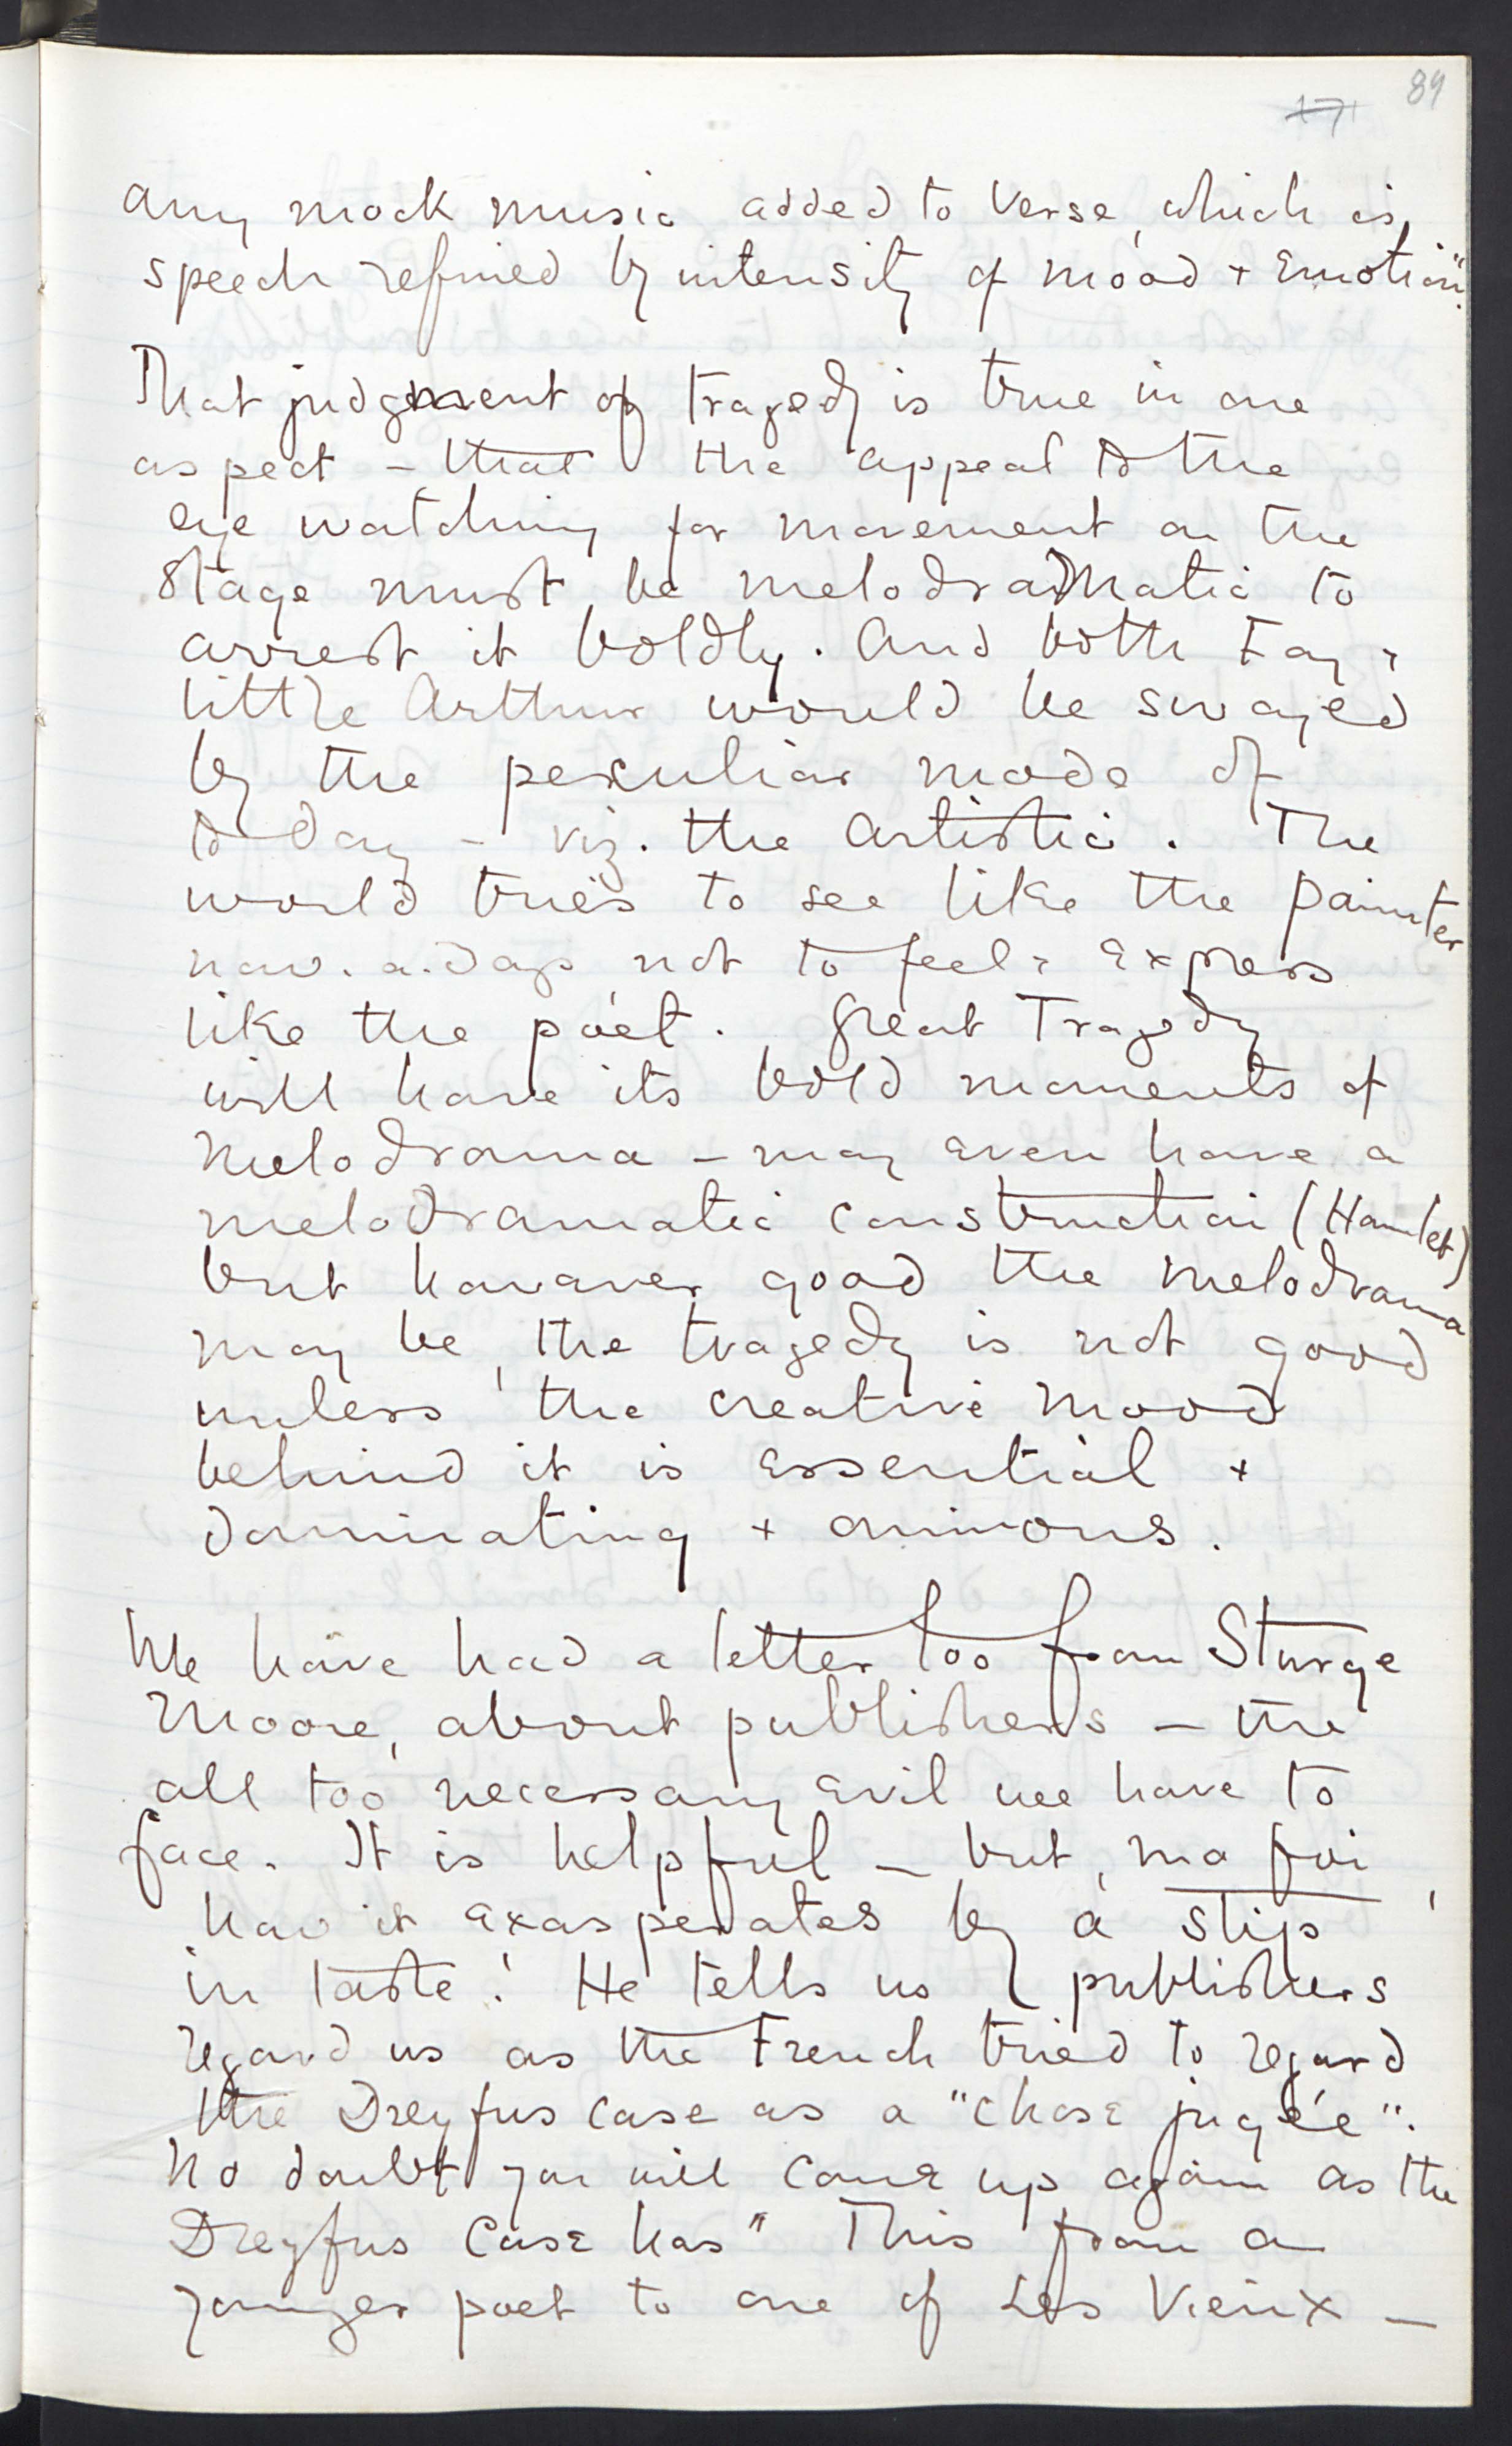 89
17
any mock music added to verse, which is,
speech refined by intensity of mood + emotion".
That judgment of tragedy is true in one
aspect – that the appeal to the
eye watching for movement on the
stage must be melodramatic to
arrest it boldly. And both Fay &
little Arthur would be swayed
by the peculiar mode of
to day – viz. the artistic. The
world tries to see like the painter
now.a.days not to feel & express
like the poet. Great Tragedy
will have its bold moments of
melodrama – may even have a
melodramatic construction (Hamlet)
but however good the melodrama
may be, the tragedy is not good
unless the creative mood
behind it is essential +
dominating + ominous.
We have had a letter too from Sturge
Moore, about publishers – the
all too necessary evil we have to
face. It is helpful – but, ma foi,
how it exasperates by a slip
in taste! He tells us publishers
regard us as the French tried to regard
the Dreyfus case as a "chose jugée".
No doubt you will come up again as the
Dreyfus case has" This from a
younger poet to one of Les Vieux –